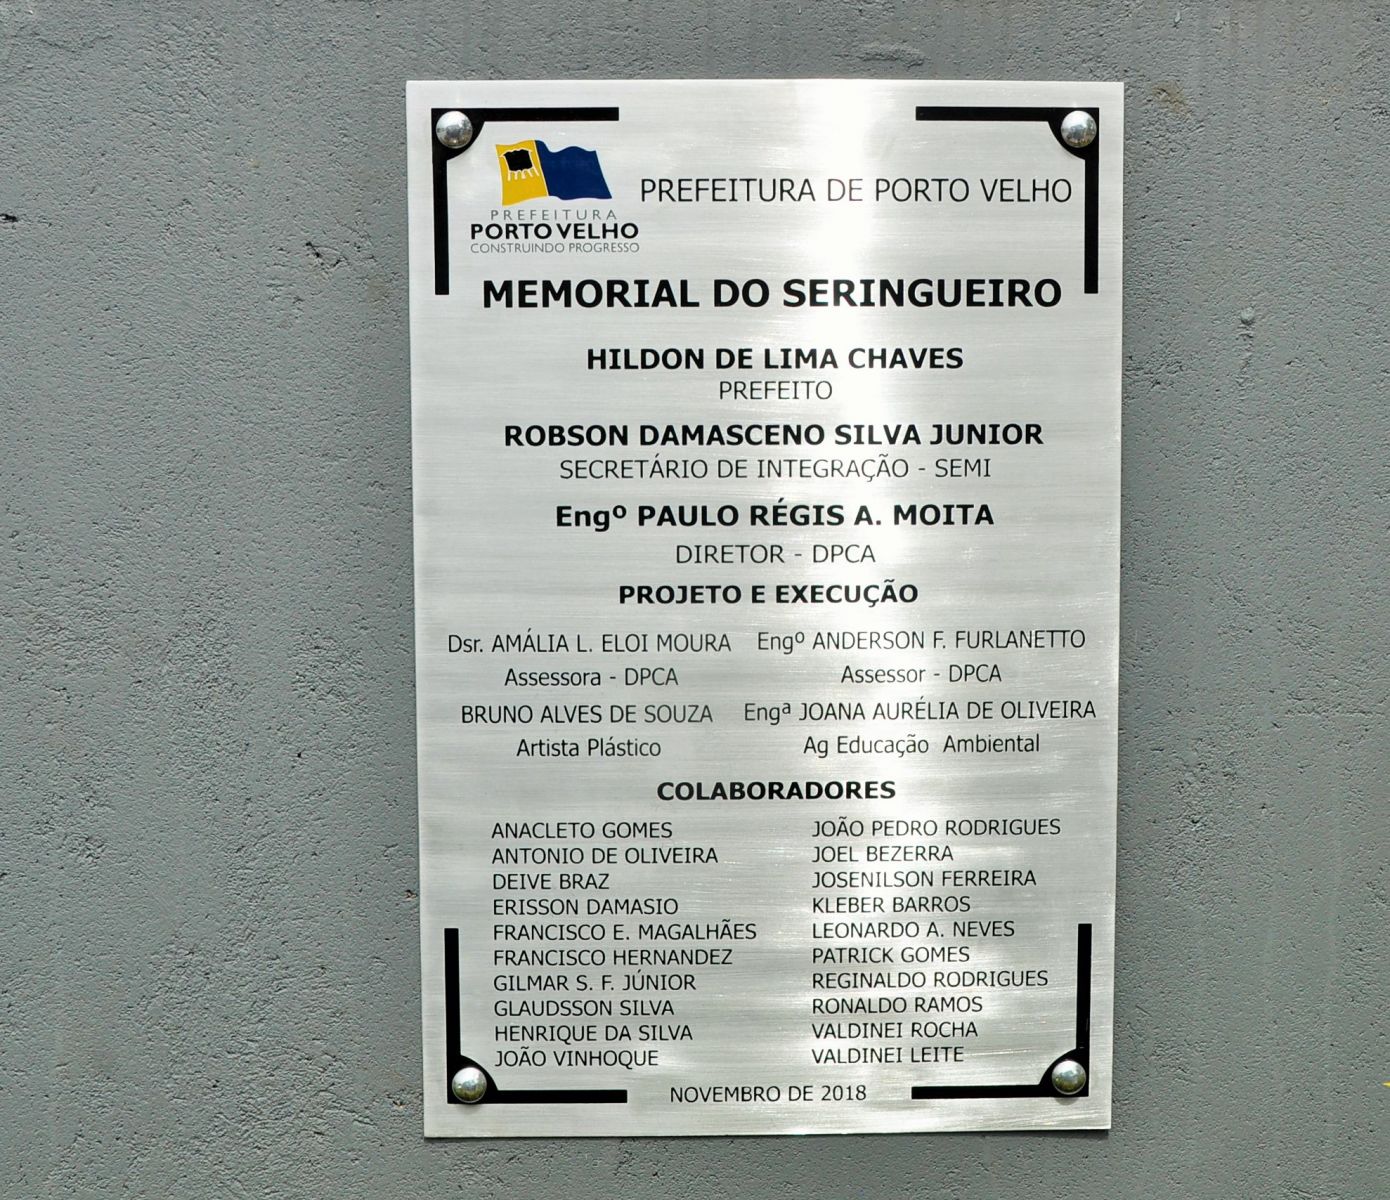 PREFEITURA
PORTO VELHO
CONSTRUINDO PROGRESSO
PREFEITURA DE PORTO VELHO
MEMORIAL DO SERINGUEIRO
HILDON DE LIMA CHAVES
PREFEITO
ROBSON DAMASCENO SILVA JUNIOR
SECRETÁRIO DE INTEGRAÇÃO - SEMI
Engº PAULO RÉGIS A. MOITA
DIRETOR - DPCA
PROJETO E EXECUÇÃO
Dsr. AMÁLIA L. ELOI MOURA
Assessora - DPCA
Engº ANDERSON F. FURLANETTO
Assessor - DPCA
BRUNO ALVES DE SOUZA
Artista Plástico
Engª JOANA AURÉLIA DE OLIVEIRA
Ag Educação Ambiental
COLABORADORES
ANACLETO GOMES
ANTONIO DE OLIVEIRA
DEIVE BRAZ
ERISSON DAMASIO
FRANCISCO E. MAGALHÃES
FRANCISCO HERNANDEZ
GILMAR S. F. JÚNIOR
GLAUDSSON SILVA
HENRIQUE DA SILVA
JOÃO VINHOQUE
JOÃO PEDRO RODRIGUES
JOEL BEZERRA
JOSENILSON FERREIRA
KLEBER BARROS
LEONARDO A. NEVES
PATRICK GOMES
REGINALDO RODRIGUES
RONALDO RAMOS
VALDINEI ROCHA
VALDINEI LEITE
NOVEMBRO DE 2018